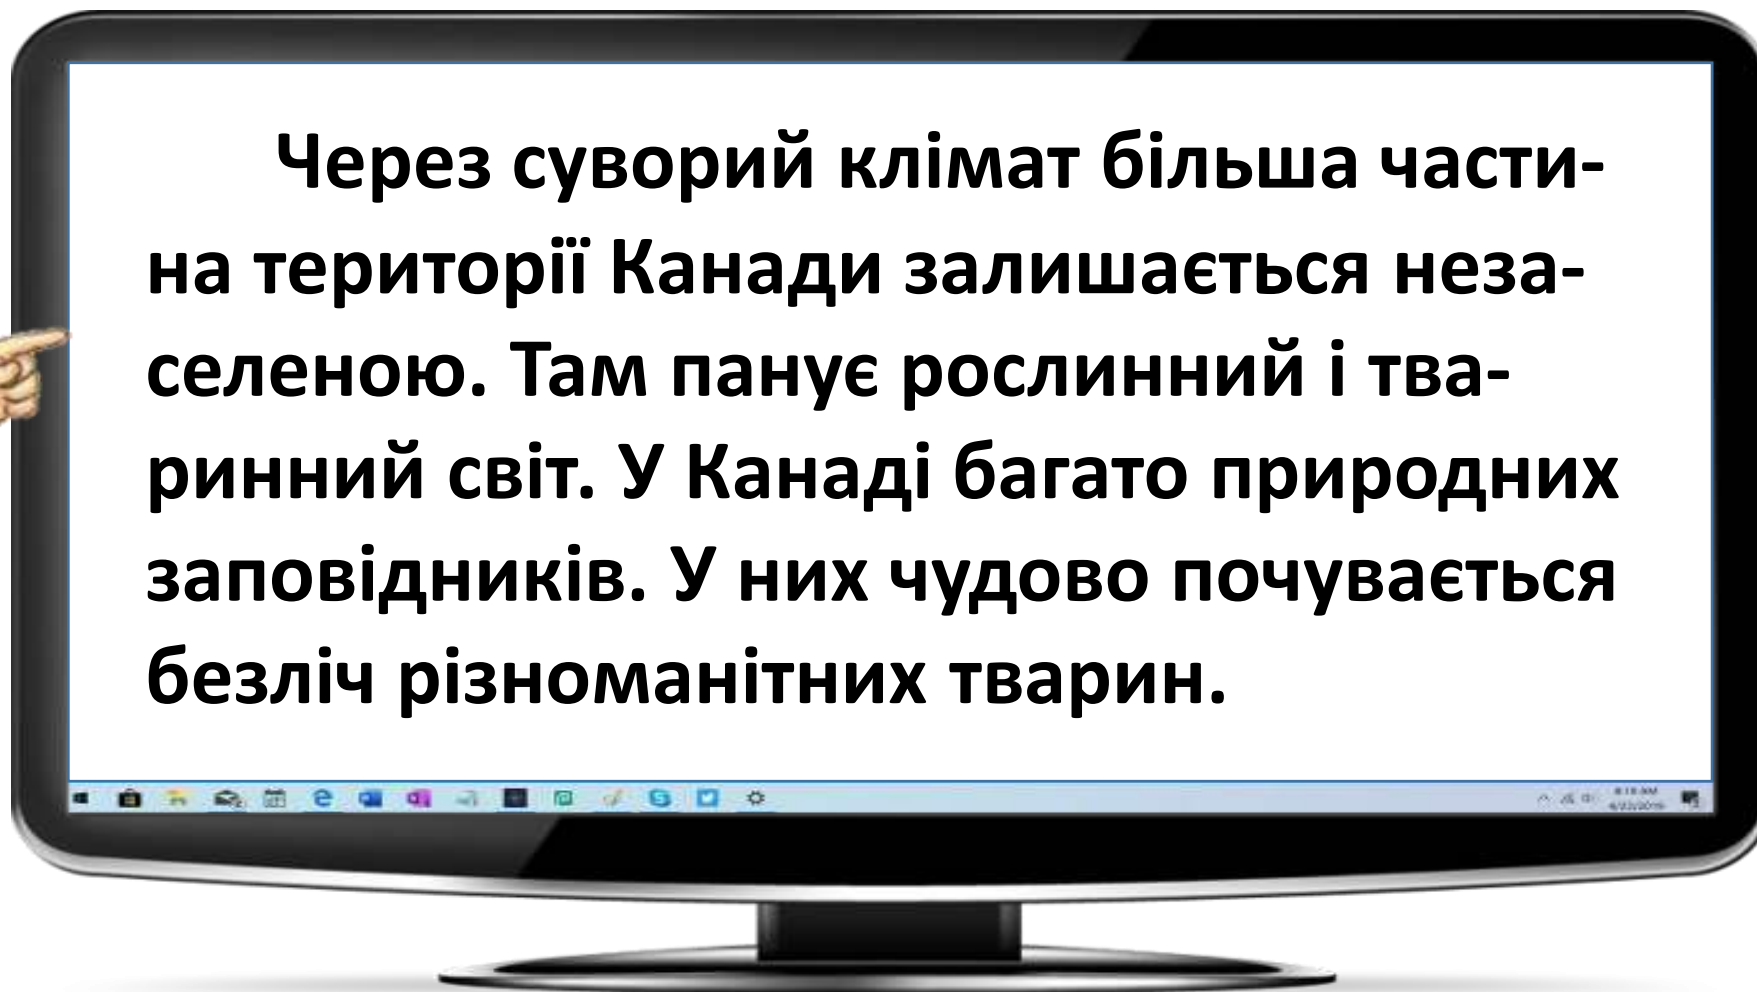 Через суворий клімат більша части-
на території Канади залишається неза-
селеною. Там панує рослинний і тва-
ринний світ. У Канаді багато природних
заповідників. У них чудово почувається
безліч різноманітних тварин.